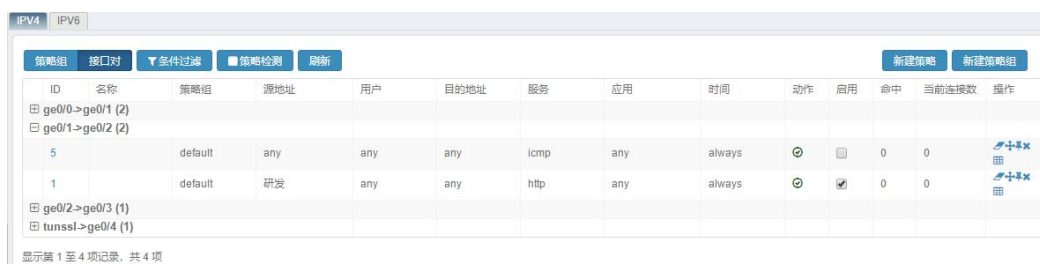 IPV4 IPV6
策略组 接口对 条件过滤 策略检测 刷新 新建策略 新建策略组
ID 名称 策略组 源地址 用户 目的地址 服务 应用 时间 动作 启用 命中 当前连接数 操作
ge0/0->ge0/1 (2)
ge0/1->ge0/2 (2)
5 default any any any icmp any always 0 0
1 default 研发 any any http any always 0 0
ge0/2->ge0/3 (1)
tunssl->ge0/4 (1)
显示第 1 至 4 项记录，共 4 项